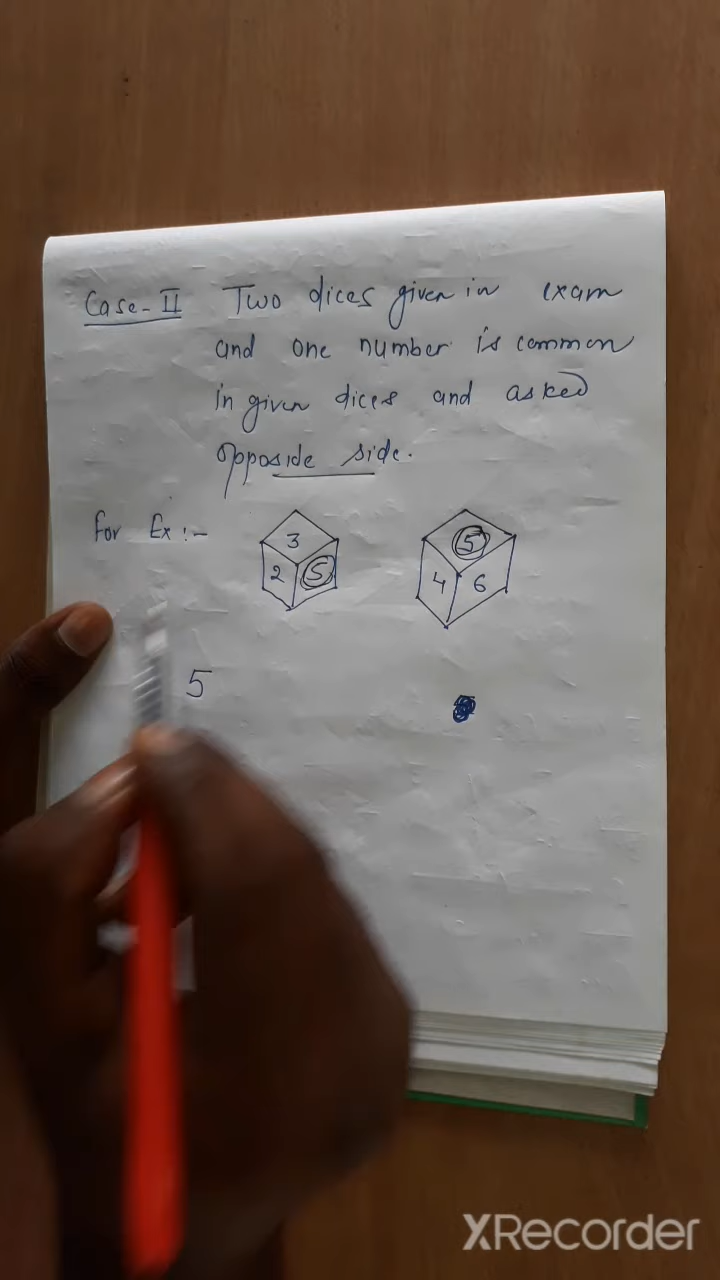 Case-II Two dices given in exam
and one number is common
in given dices and asked
opposide side.
For Ex:-
3
2 5
5
4 6
5
XRecorder